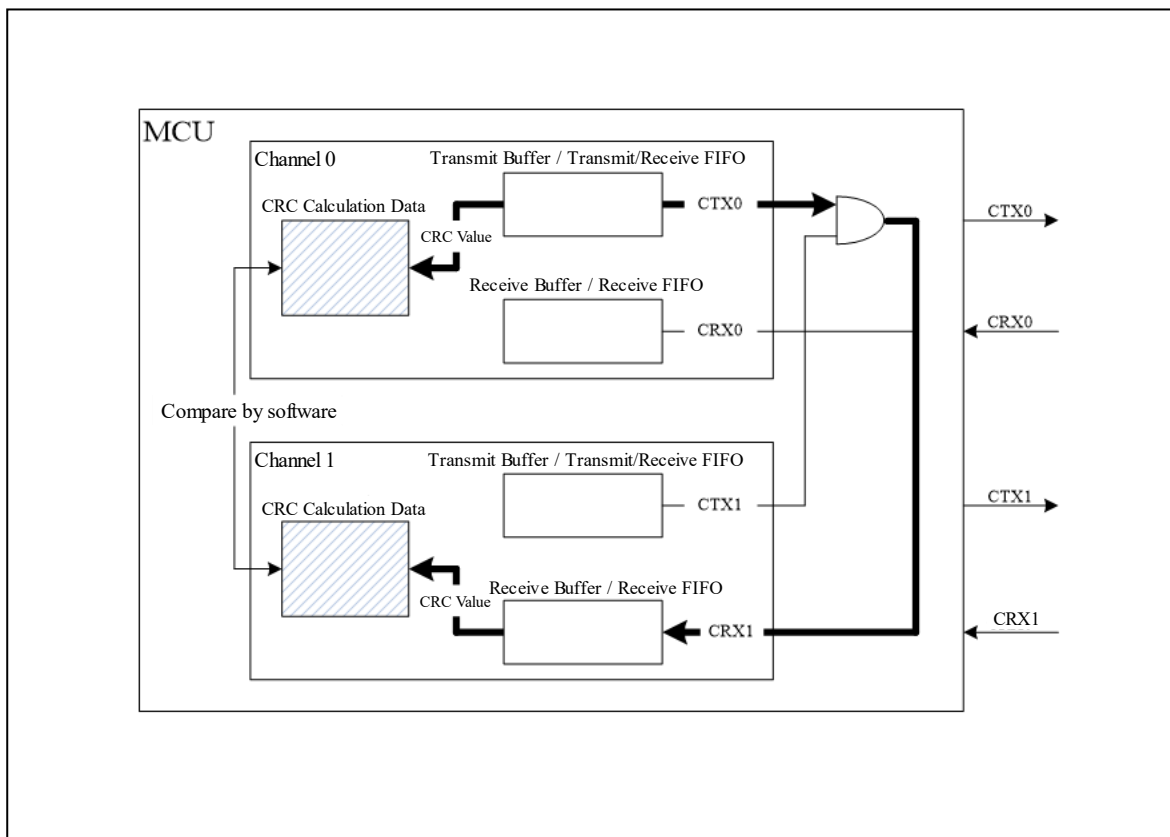 MCU
Channel 0
Transmit Buffer / Transmit/Receive FIFO
CRC Calculation Data
CTX0
CTX0
CRC Value
Receive Buffer / Receive FIFO
CRX0
CRX0
Compare by software
Channel 1
Transmit Buffer / Transmit/Receive FIFO
CRC Calculation Data
CTX1
CTX1
Receive Buffer / Receive FIFO
CRC Value
CRX1
CRX1